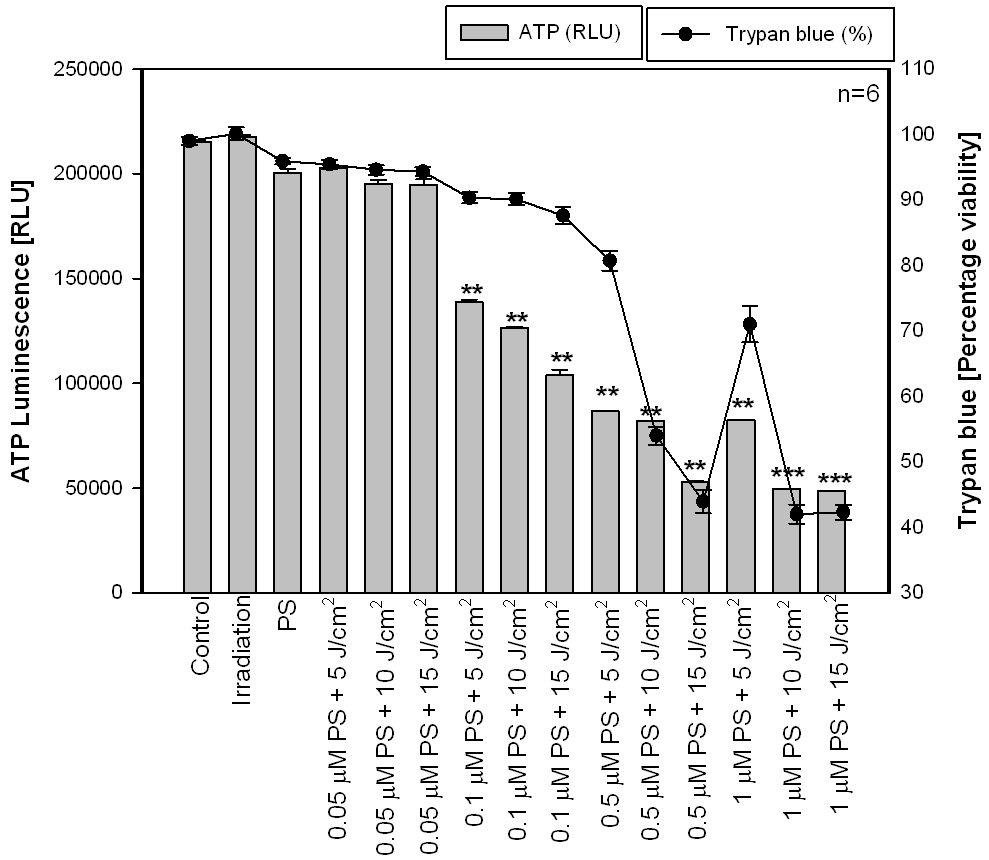 ATP (RLU)
Trypan blue (%)
n=6
ATP Luminescence [RLU]
250000
200000
150000
100000
50000
0
**
**
**
**
**
**
**
***
***
110
100
90
80
70
60
50
40
30
Trypan blue [Percentage viability]
Control
Irradiation
PS
0.05 μM PS + 5 J/cm²
0.05 μM PS + 10 J/cm²
0.05 μM PS + 15 J/cm²
0.1 μM PS + 5 J/cm²
0.1 μM PS + 10 J/cm²
0.1 μM PS + 15 J/cm²
0.5 μM PS + 5 J/cm²
0.5 μM PS + 10 J/cm²
0.5 μM PS + 15 J/cm²
1 μM PS + 5 J/cm²
1 μM PS + 10 J/cm²
1 μM PS + 15 J/cm²